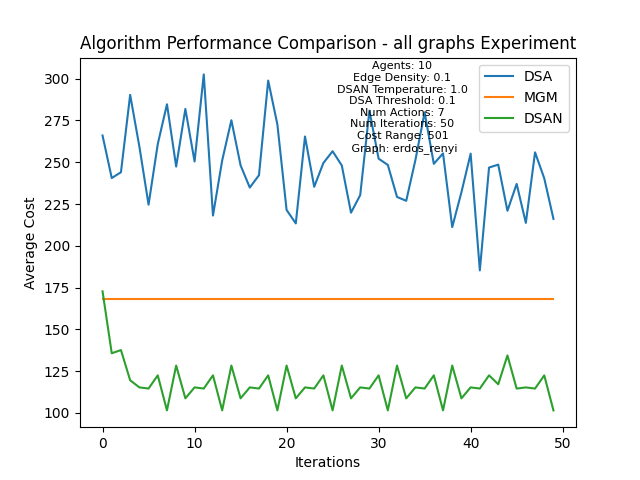 Algorithm Performance Comparison - all graphs Experiment
Agents: 10
Edge Density: 0.1
DSAN Temperature: 1.0
DSA Threshold: 0.1
Num Actions: 7
Num Iterations: 50
Cost Range: 501
Graph: erdos_renyi
DSA
MGM
DSAN
300
275
250
225
200
175
150
125
100
Average Cost
0
10
20
30
40
50
Iterations